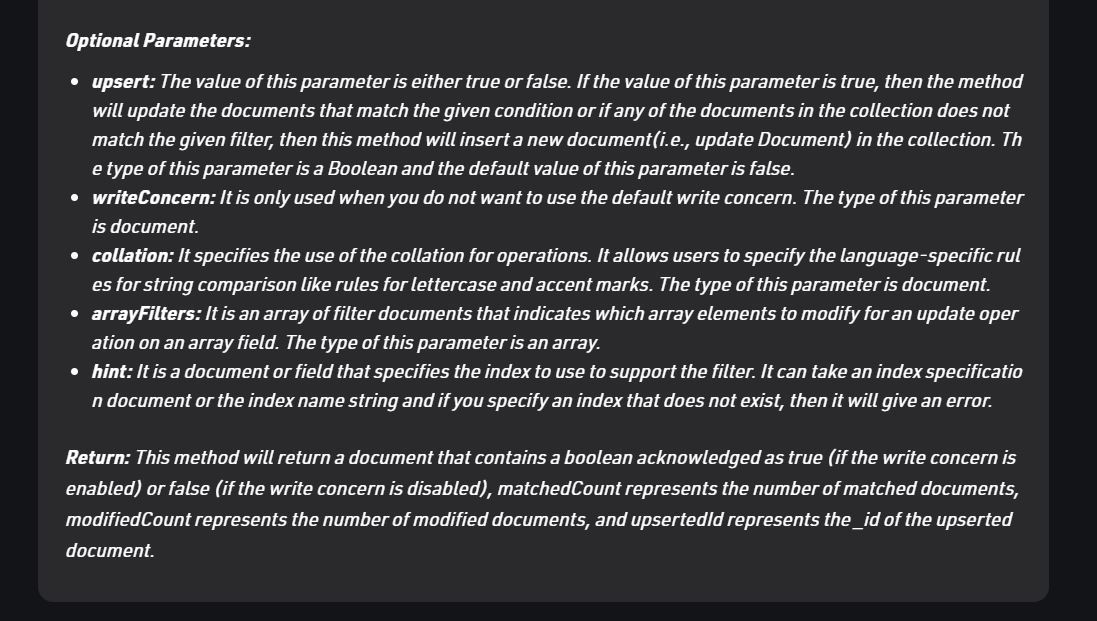 Optional Parameters:
• upsert: The value of this parameter is either true or false. If the value of this parameter is true, then the method
will update the documents that match the given condition or if any of the documents in the collection does not
match the given filter, then this method will insert a new document(i.e., update Document) in the collection. Th
e type of this parameter is a Boolean and the default value of this parameter is false.
• writeConcern: It is only used when you do not want to use the default write concern. The type of this parameter
is document.
• collation: It specifies the use of the collation for operations. It allows users to specify the language-specific rul
es for string comparison like rules for lettercase and accent marks. The type of this parameter is document.
• arrayFilters: It is an array of filter documents that indicates which array elements to modify for an update oper
ation on an array field. The type of this parameter is an array.
• hint: It is a document or field that specifies the index to use to support the filter. It can take an index specificatio
n document or the index name string and if you specify an index that does not exist, then it will give an error.
Return: This method will return a document that contains a boolean acknowledged as true (if the write concern is
enabled) or false (if the write concern is disabled), matchedCount represents the number of matched documents,
modifiedCount represents the number of modified documents, and upsertedId represents the _id of the upserted
document.